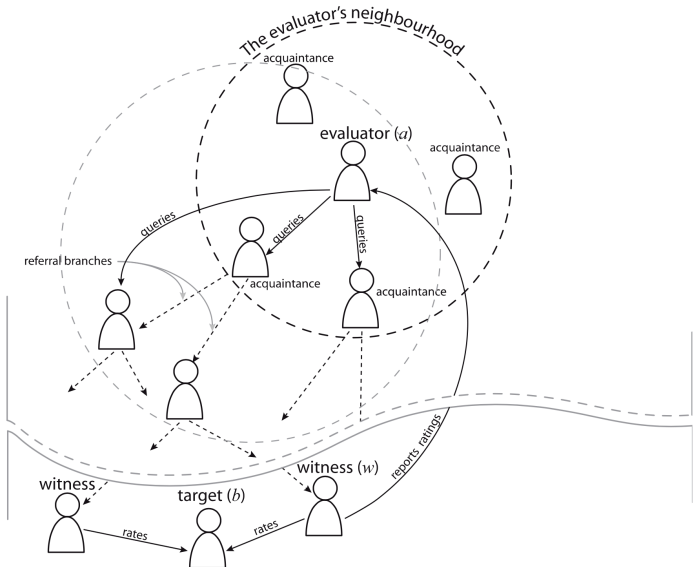 The evaluator's neighbourhood
acquaintance
evaluator (a)
acquaintance
queries
queries
queries
referral branches
acquaintance
acquaintance
reports ratings
witness
witness (w)
target (b)
rates
rates